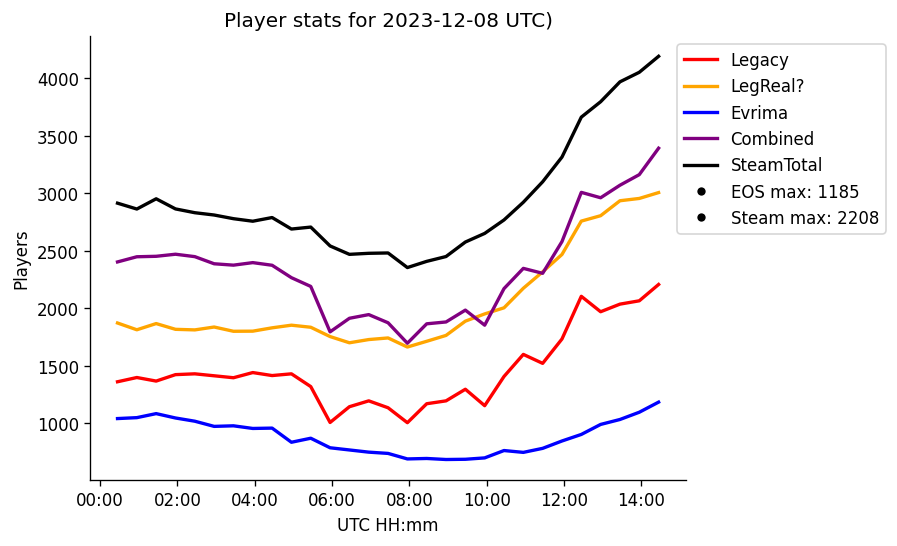 Player stats for 2023-12-08 UTC)
Players
4000
3500
3000
2500
2000
1500
1000
00:00 02:00 04:00 06:00 08:00 10:00 12:00 14:00
UTC HH:mm
Legacy
LegReal?
Evrima
Combined
SteamTotal
EOS max: 1185
Steam max: 2208